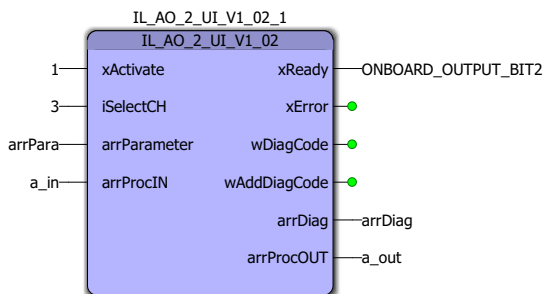 IL_AO_2_UI_V1_02_1
IL_AO_2_UI_V1_02
1 xActivate xReady ONBOARD_OUTPUT_BIT2
3 iSelectCH xError
arrPara arrParameter wDiagCode
a_in arrProcIN wAddDiagCode
arrDiag arrDiag
arrProcOUT a_out